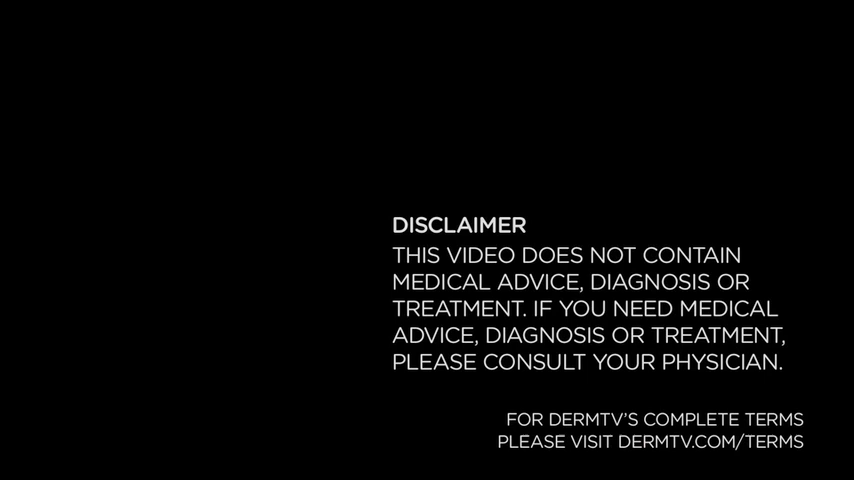 DISCLAIMER
THIS VIDEO DOES NOT CONTAIN
MEDICAL ADVICE, DIAGNOSIS OR
TREATMENT. IF YOU NEED MEDICAL
ADVICE, DIAGNOSIS OR TREATMENT,
PLEASE CONSULT YOUR PHYSICIAN.
FOR DERMTV'S COMPLETE TERMS
PLEASE VISIT DERMTV.COM/TERMS